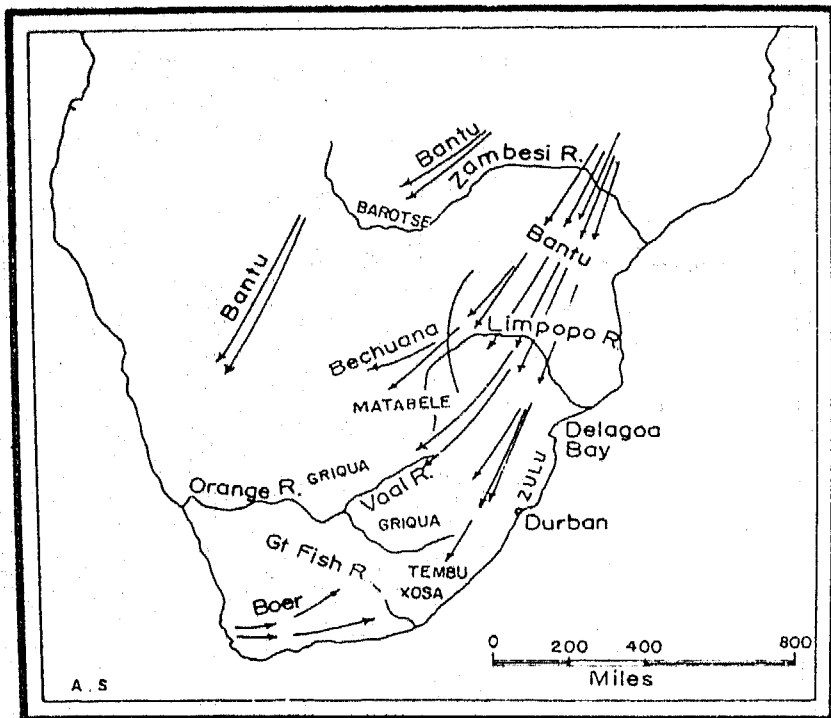 Bantu
Zambesi R.
BAROTSE
Bantu
Bantu
Limpopo R.
Bechuana
MATABELE
Delagoa
Bay
ZULU
Orange R.
GRIQUA
Vaal R.
GRIQUA
Durban
Gt Fish R.
TEMBU
XOSA
Boer
0 200 400 800
Miles
A.S